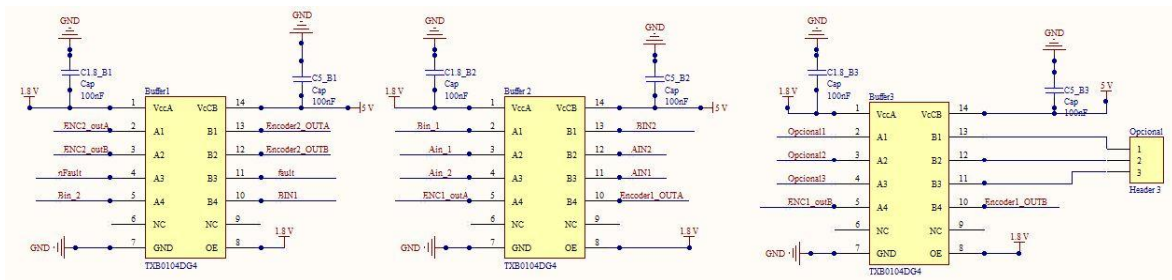 GND
GND
C1.8_B1
Cap
100nF
C5_B1
Cap
100nF
1.8 V
5 V
Buffer1
1 VccA VcCB 14
ENC2_outA 2 A1 B1 13 Encoder2_OUTA
ENC2_outB 3 A2 B2 12 Encoder2_OUTB
nFault 4 A3 B3 11 fault
Bin_2 5 A4 B4 10 BIN1
6 NC NC 9
GND 7 GND OE 8 1.8 V
TXB0104DG4
GND
GND
C1.8_B2
Cap
100nF
C5_B2
Cap
100nF
1.8 V
5 V
Buffer2
1 VccA VcCB 14
Bin_1 2 A1 B1 13 BIN2
Ain_1 3 A2 B2 12 AIN2
Ain_2 4 A3 B3 11 AIN1
ENC1_outA 5 A4 B4 10 Encoder1_OUTA
6 NC NC 9
GND 7 GND OE 8 1.8 V
TXB0104DG4
GND
GND
C1.8_B3
Cap
100nF
C5_B3
Cap
100nF
1.8 V
5 V
Buffer3
1 VccA VcCB 14
Opcional1 2 A1 B1 13
Opcional2 3 A2 B2 12
Opcional3 4 A3 B3 11
ENC1_outB 5 A4 B4 10 Encoder1_OUTB
6 NC NC 9
GND 7 GND OE 8 1.8 V
TXB0104DG4
Opcional
1
2
3
Header 3